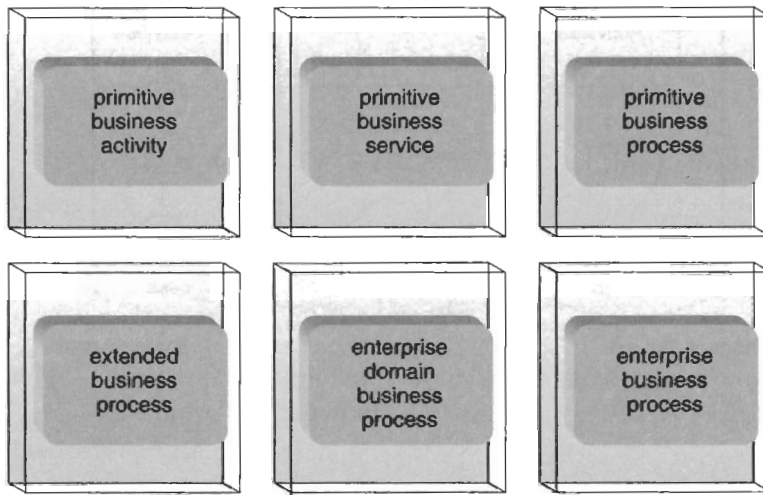 primitive
business
activity
primitive
business
service
primitive
business
process
extended
business
process
enterprise
domain
business
process
enterprise
business
process